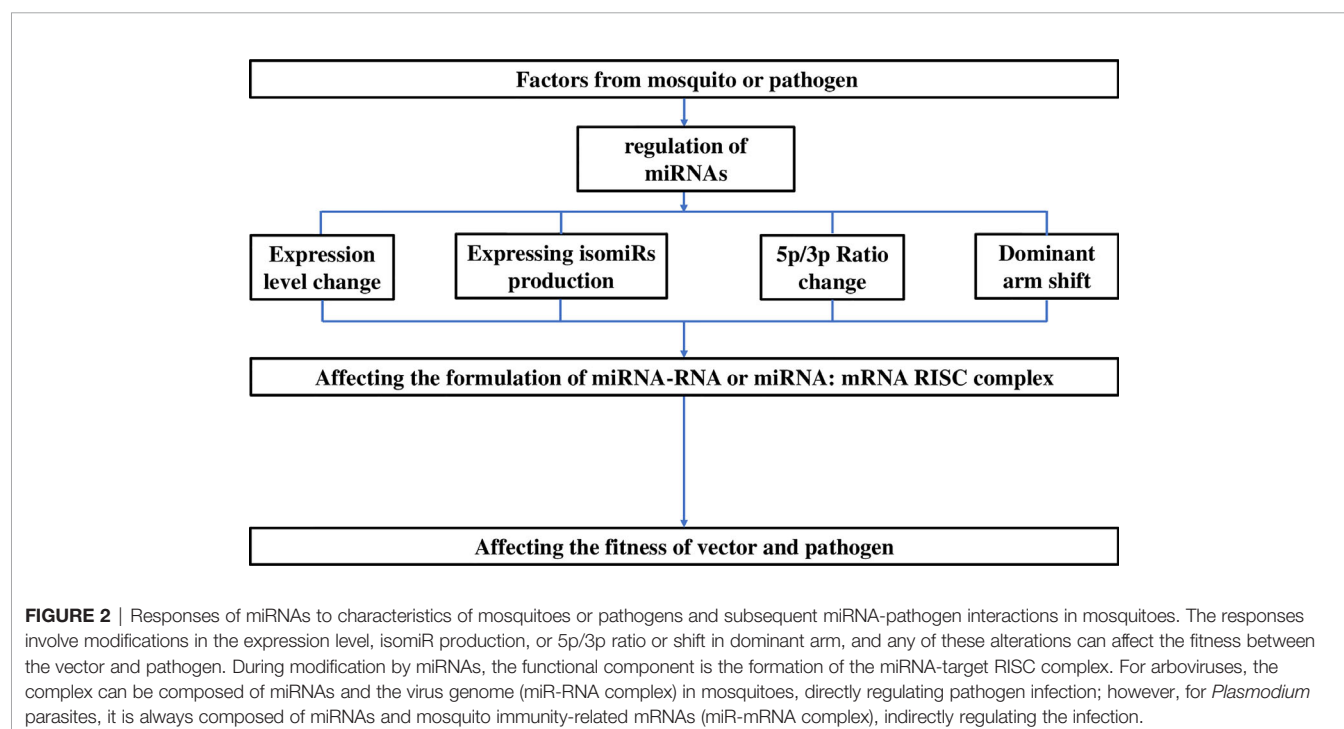 Factors from mosquito or pathogen
regulation of
miRNAs
Expression
level change
Expressing isomiRs
production
5p/3p Ratio
change
Dominant
arm shift
Affecting the formulation of miRNA-RNA or miRNA: mRNA RISC complex
Affecting the fitness of vector and pathogen
FIGURE 2 | Responses of miRNAs to characteristics of mosquitoes or pathogens and subsequent miRNA-pathogen interactions in mosquitoes. The responses
involve modifications in the expression level, isomiR production, or 5p/3p ratio or shift in dominant arm, and any of these alterations can affect the fitness between
the vector and pathogen. During modification by miRNAs, the functional component is the formation of the miRNA-target RISC complex. For arboviruses, the
complex can be composed of miRNAs and the virus genome (miR-RNA complex) in mosquitoes, directly regulating pathogen infection; however, for Plasmodium
parasites, it is always composed of miRNAs and mosquito immunity-related mRNAs (miR-mRNA complex), indirectly regulating the infection.